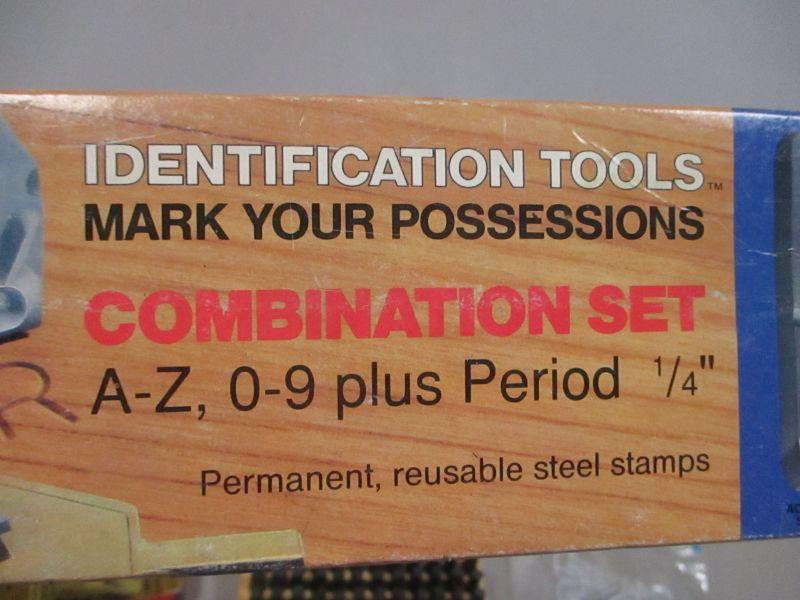 IDENTIFICATION TOOLS™
MARK YOUR POSSESSIONS
COMBINATION SET
A-Z, 0-9 plus Period 1/4"
Permanent, reusable steel stamps